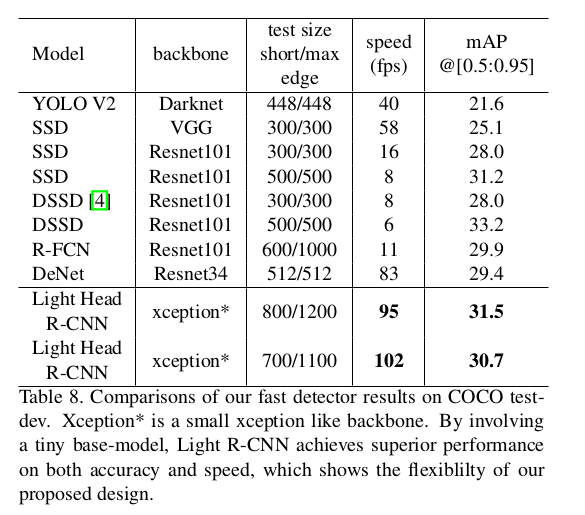 Model backbone test size short/max edge speed (fps) mAP @[0.5:0.95]
YOLO V2 Darknet 448/448 40 21.6
SSD VGG 300/300 58 25.1
SSD Resnet101 300/300 16 28.0
SSD Resnet101 500/500 8 31.2
DSSD [4] Resnet101 300/300 8 28.0
DSSD Resnet101 500/500 6 33.2
R-FCN Resnet101 600/1000 11 29.9
DeNet Resnet34 512/512 83 29.4
Light Head R-CNN xception* 800/1200 95 31.5
Light Head R-CNN xception* 700/1100 102 30.7
Table 8. Comparisons of our fast detector results on COCO test-
dev. Xception* is a small xception like backbone. By involving
a tiny base-model, Light R-CNN achieves superior performance
on both accuracy and speed, which shows the flexiblilty of our
proposed design.